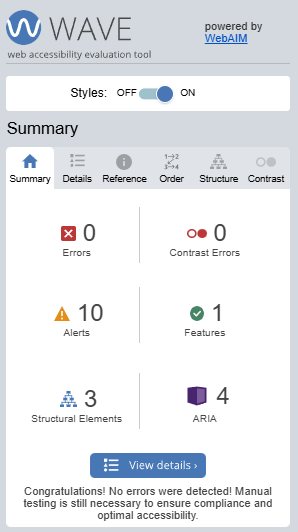 WAVE
web accessibility evaluation tool
powered by
WebAIM
Styles: OFF ON
Summary
Summary Details Reference Order Structure Contrast
0 0
Errors Contrast Errors
10 1
Alerts Features
3 4
Structural Elements ARIA
View details ›
Congratulations! No errors were detected! Manual
testing is still necessary to ensure compliance and
optimal accessibility.